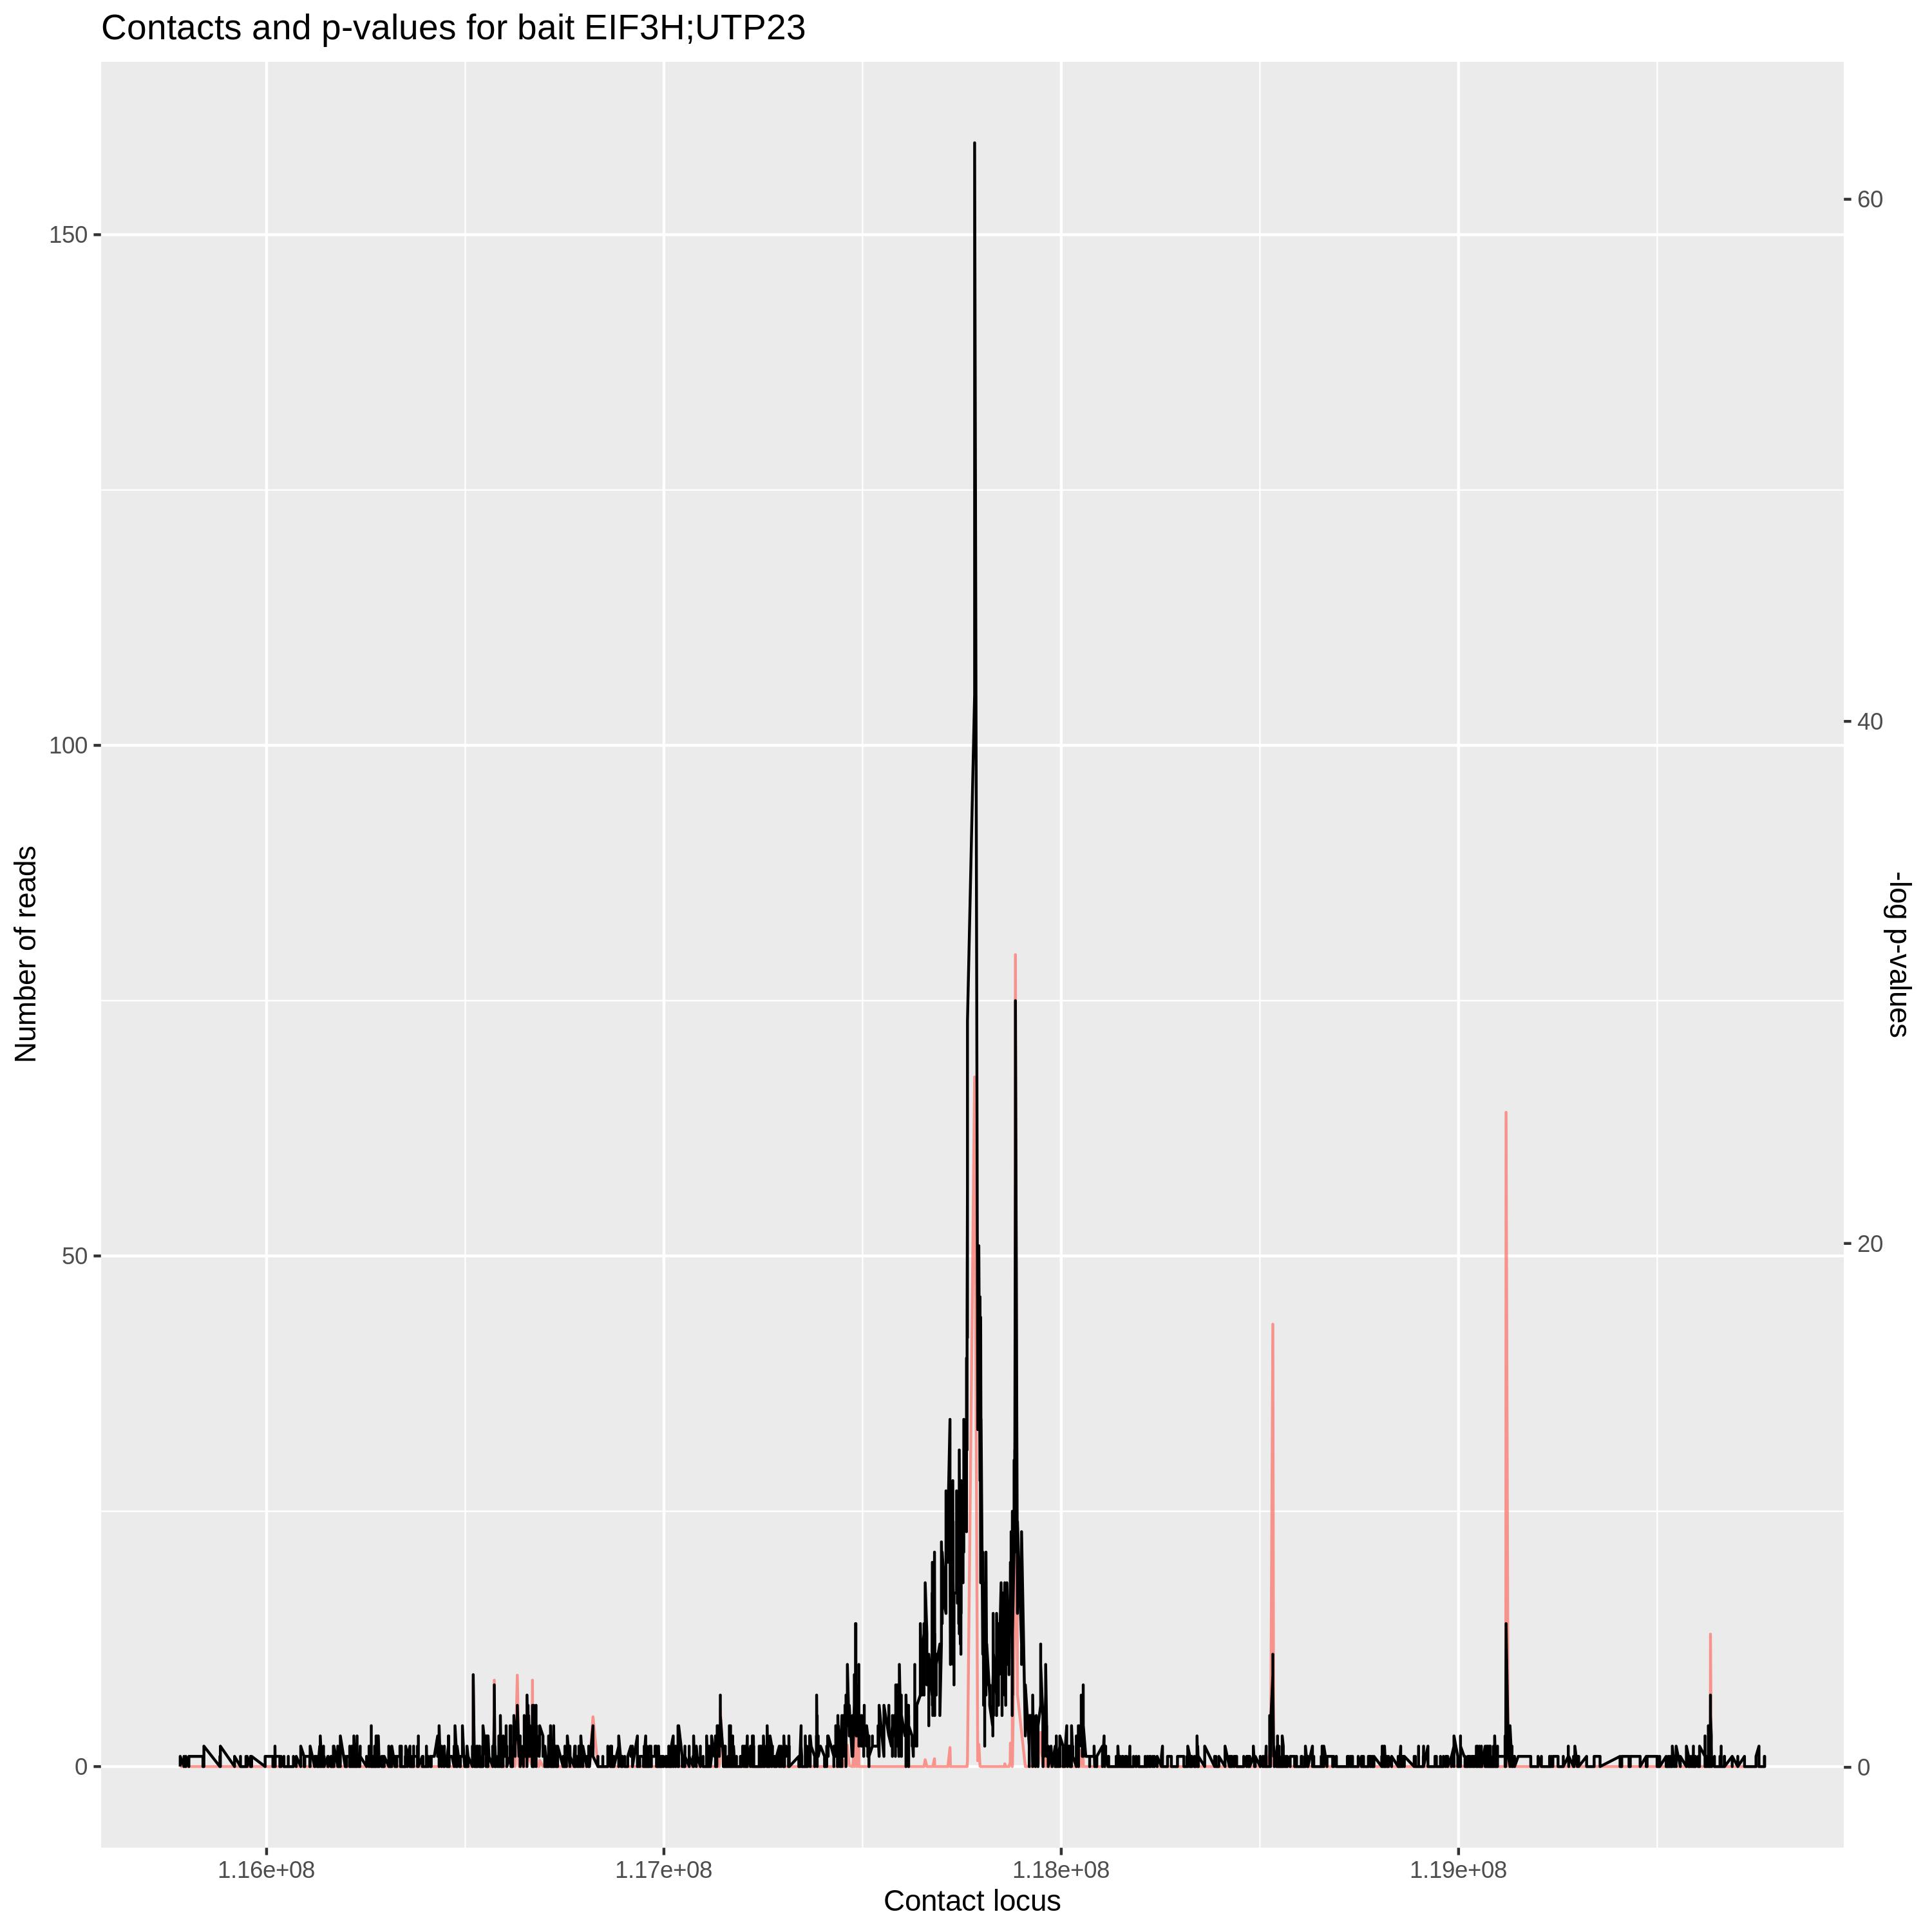 Contacts and p-values for bait EIF3H;UTP23
Number of reads
150
100
50
0
60
40
20
0
-log p-values
1.16e+08
1.17e+08
1.18e+08
1.19e+08
Contact locus